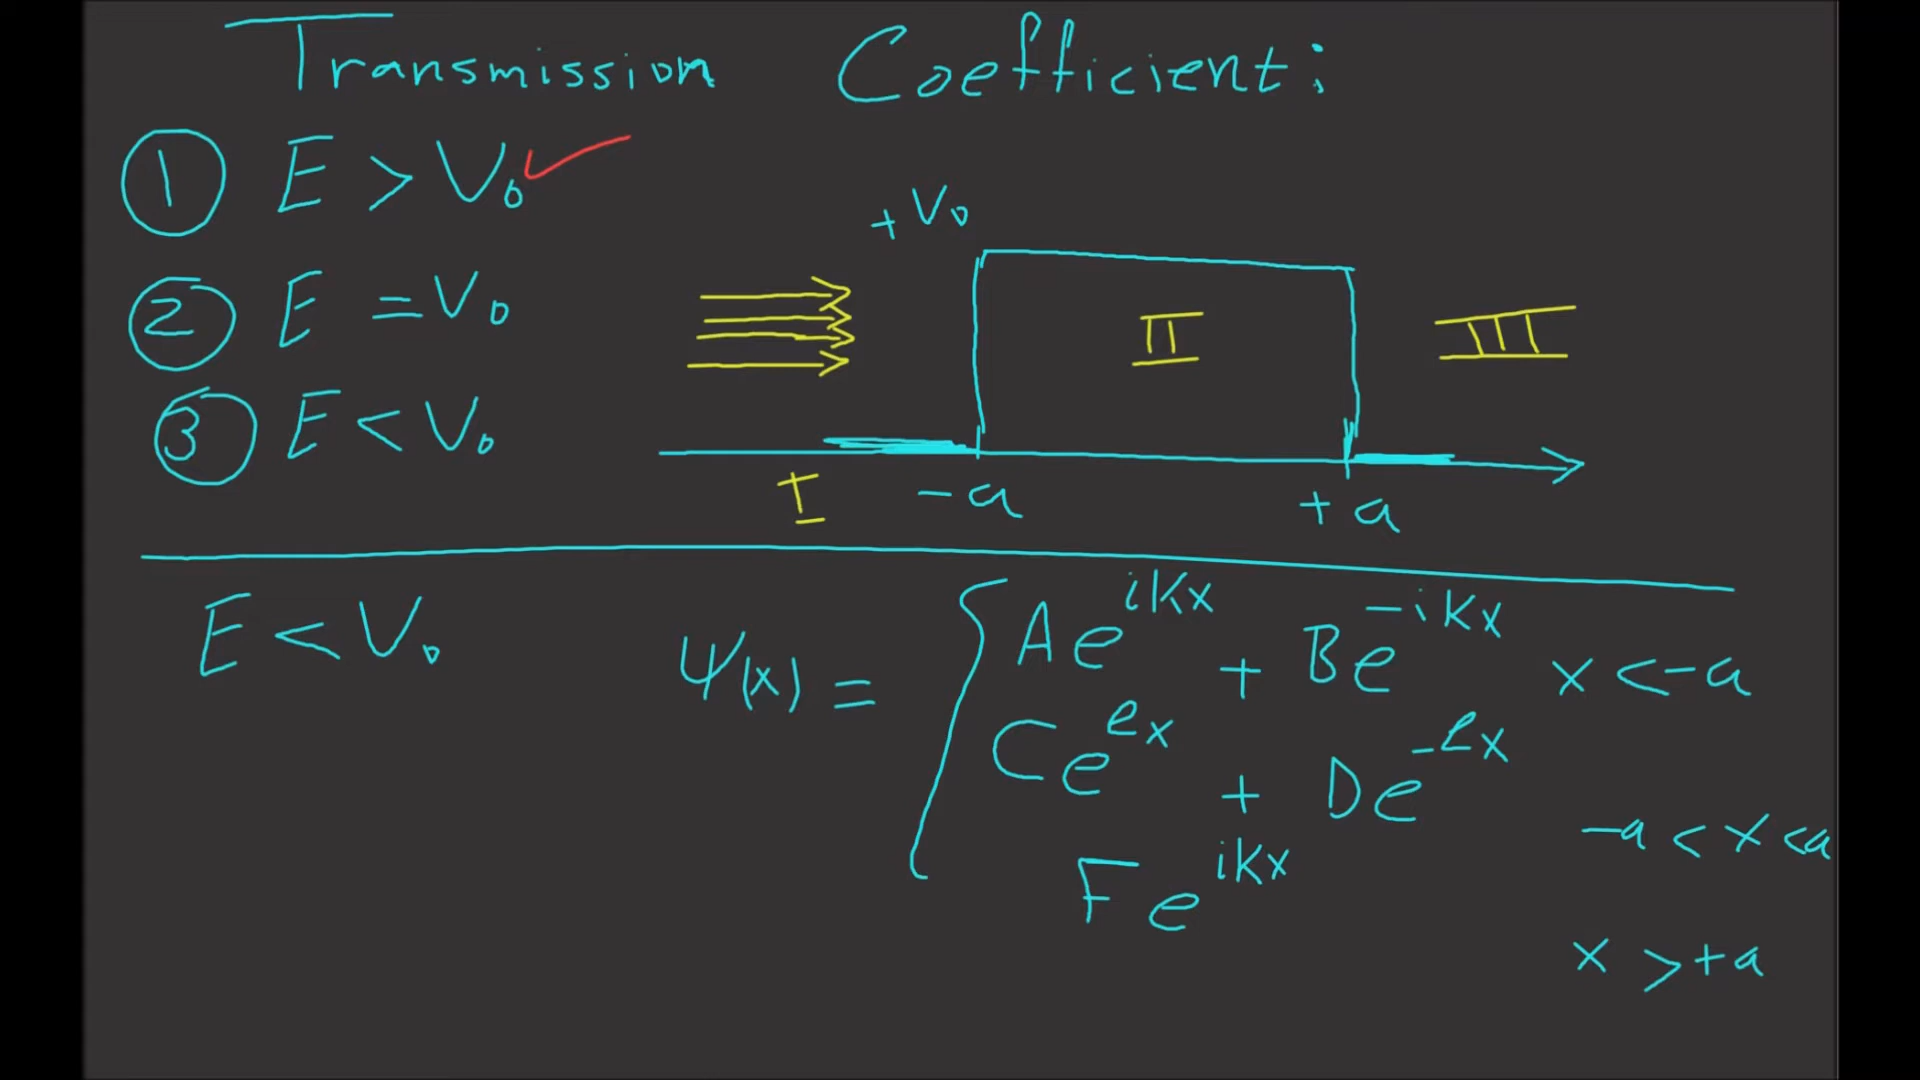 Transmission Coefficient:
① E > V₀ ✓
② E = V₀
③ E < V₀
+V₀
II
III
I
-a
+a
E < V₀
ψ(x) =
Ae^{ikx} + Be^{-ikx} x < -a
Ce^{lx} + De^{-lx} -a < x < a
Fe^{ikx} x > +a